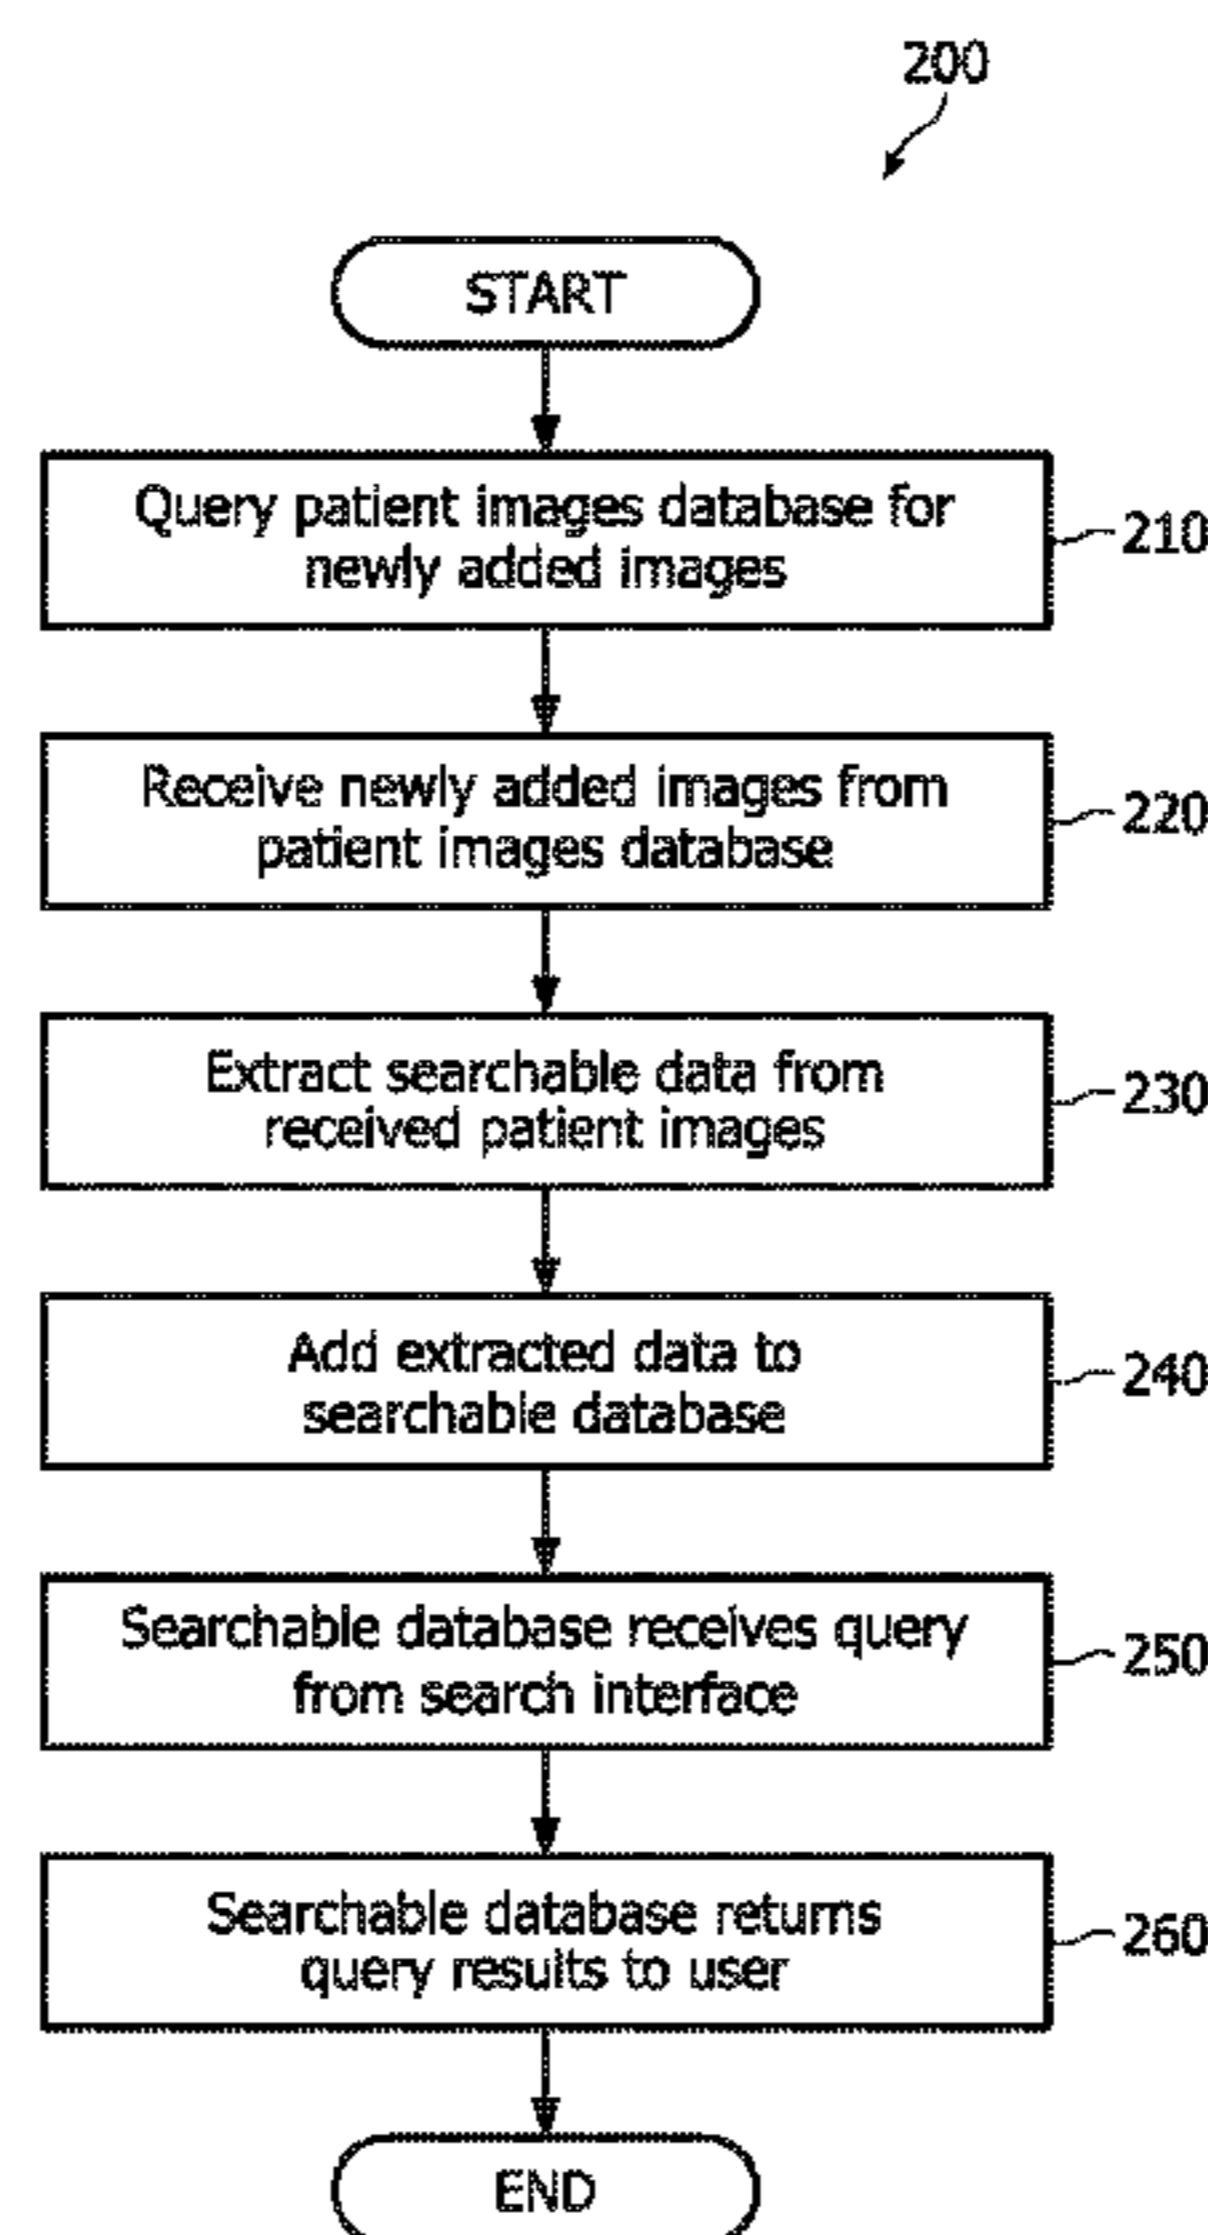 200
START
Query patient images database for
newly added images
210
Receive newly added images from
patient images database
220
Extract searchable data from
received patient images
230
Add extracted data to
searchable database
240
Searchable database receives query
from search interface
250
Searchable database returns
query results to user
260
END